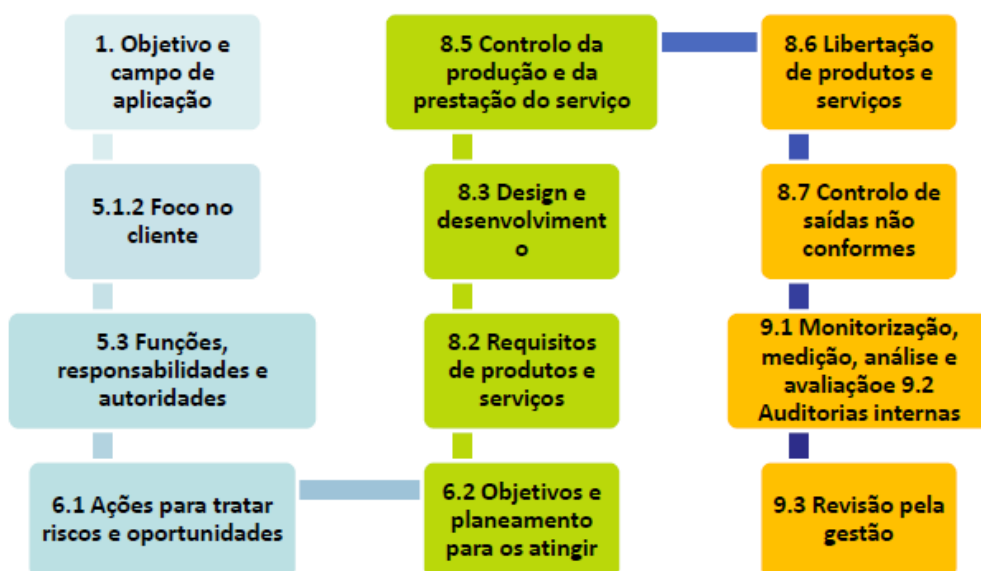 1. Objetivo e
campo de
aplicação
5.1.2 Foco no
cliente
5.3 Funções,
responsabilidades e
autoridades
6.1 Ações para tratar
riscos e oportunidades
6.2 Objetivos e
planeamento
para os atingir
8.2 Requisitos
de produtos e
serviços
8.3 Design e
desenvolviment
o
8.5 Controlo da
produção e da
prestação do serviço
8.6 Libertação
de produtos e
serviços
8.7 Controlo de
saídas não
conformes
9.1 Monitorização,
medição, análise e
avaliaçãoe 9.2
Auditorias internas
9.3 Revisão pela
gestão